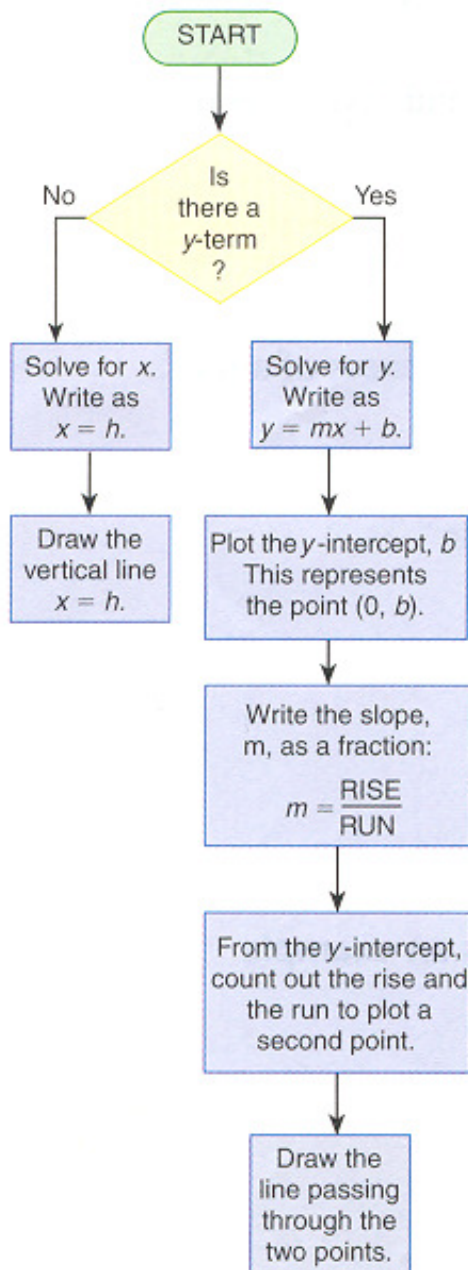 START
Is
there a
y-term
?
No
Yes
Solve for x.
Write as
x = h.
Draw the
vertical line
x = h.
Solve for y.
Write as
y = mx + b.
Plot the y-intercept, b
This represents
the point (0, b).
Write the slope,
m, as a fraction:
m = RISE
RUN
From the y-intercept,
count out the rise and
the run to plot a
second point.
Draw the
line passing
through the
two points.